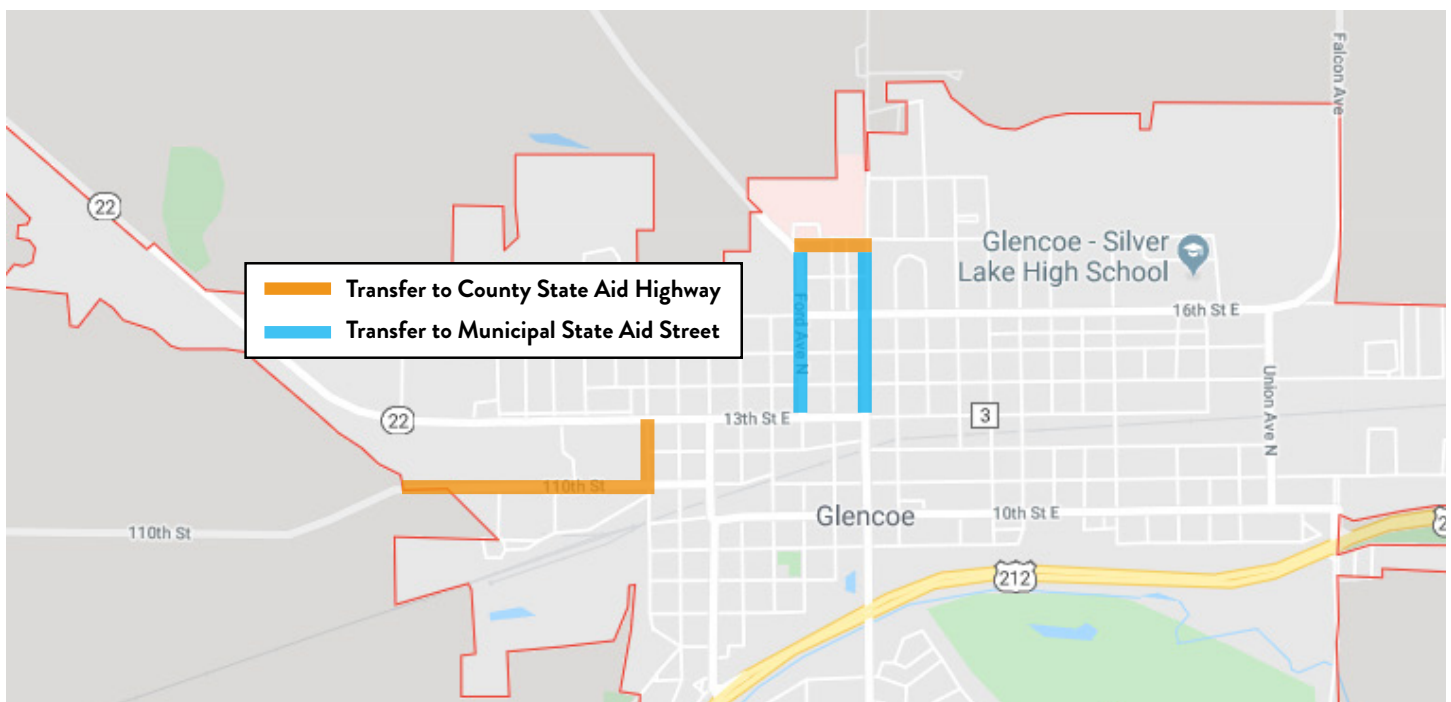 Falcon Ave
22
Glencoe - Silver
Lake High School
Transfer to County State Aid Highway
Transfer to Municipal State Aid Street
Ford Ave N
16th St E
Union Ave N
22
13th St E
3
110th St
110th St
Glencoe
10th St E
212
2